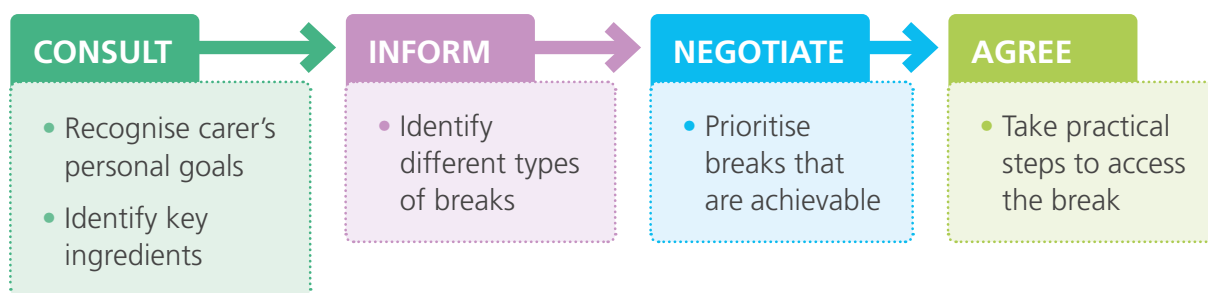 CONSULT
• Recognise carer's
personal goals
• Identify key
ingredients
INFORM
• Identify
different types
of breaks
NEGOTIATE
• Prioritise
breaks that
are achievable
AGREE
• Take practical
steps to access
the break